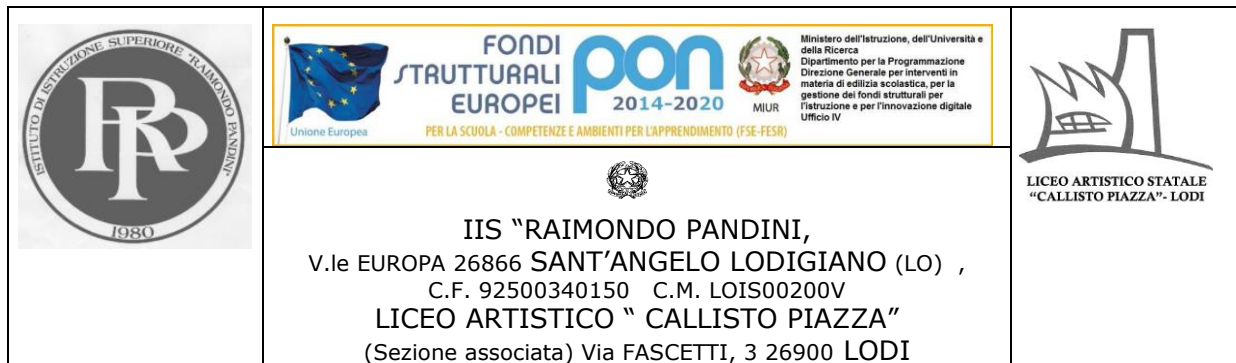 ISTITUTO DI ISTRUZIONE SUPERIORE "RAIMONDO PANDINI"
RP
1980
Unione Europea
FONDI
STRUTTURALI
EUROPEI
pon
2014-2020
MIUR
Ministero dell'Istruzione, dell'Università e
della Ricerca
Dipartimento per la Programmazione
Direzione Generale per interventi in
materia di edilizia scolastica, per la
gestione dei fondi strutturali per
l'istruzione e per l'innovazione digitale
Ufficio IV
PER LA SCUOLA - COMPETENZE E AMBIENTI PER L'APPRENDIMENTO (FSE-FESR)
IIS "RAIMONDO PANDINI,
V.le EUROPA 26866 SANT'ANGELO LODIGIANO (LO) ,
C.F. 92500340150 C.M. LOIS00200V
LICEO ARTISTICO " CALLISTO PIAZZA"
(Sezione associata) Via FASCETTI, 3 26900 LODI
LICEO ARTISTICO STATALE
"CALLISTO PIAZZA"- LODI